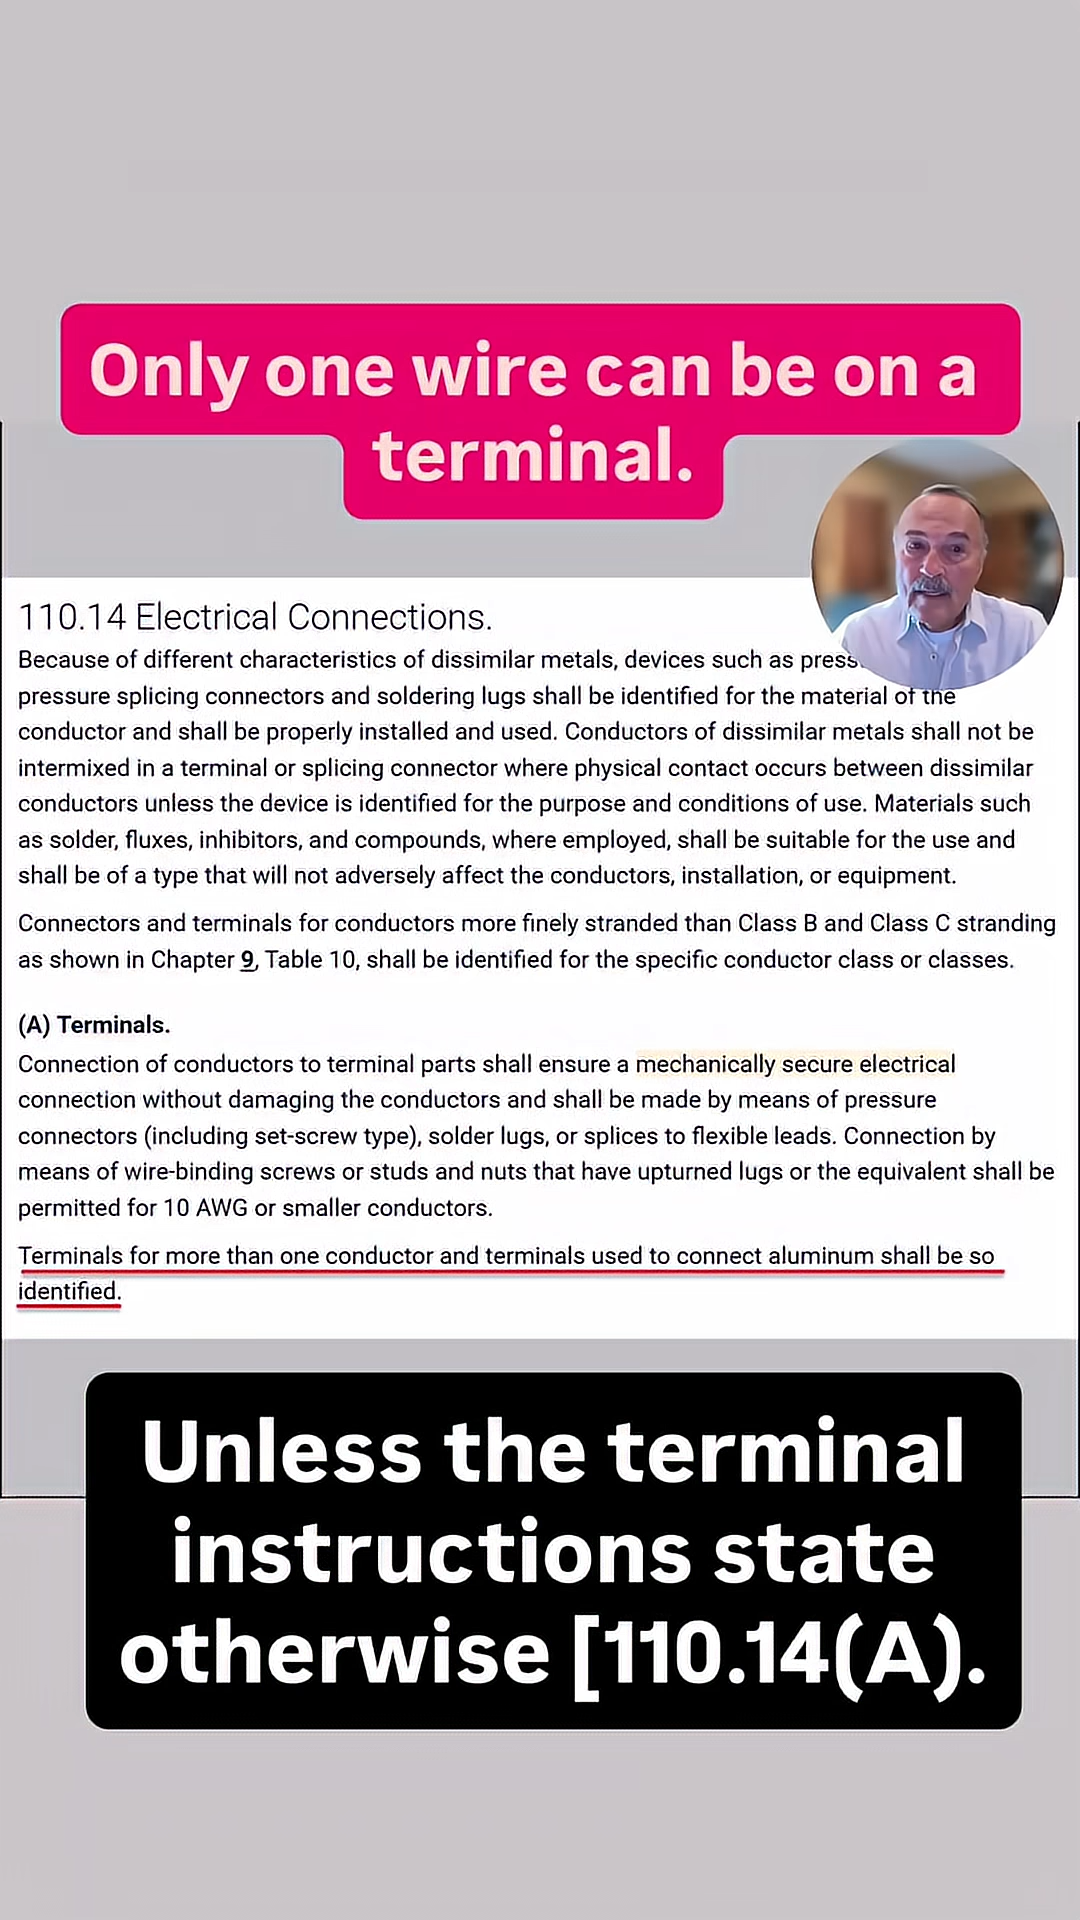 Only one wire can be on a
terminal.
110.14 Electrical Connections.
Because of different characteristics of dissimilar metals, devices such as
pressure splicing connectors and soldering lugs shall be identified for the material of the
conductor and shall be properly installed and used. Conductors of dissimilar metals shall not be
intermixed in a terminal or splicing connector where physical contact occurs between dissimilar
conductors unless the device is identified for the purpose and conditions of use. Materials such
as solder, fluxes, inhibitors, and compounds, where employed, shall be suitable for the use and
shall be of a type that will not adversely affect the conductors, installation, or equipment.
Connectors and terminals for conductors more finely stranded than Class B and Class C stranding
as shown in Chapter 9, Table 10, shall be identified for the specific conductor class or classes.
(A) Terminals.
Connection of conductors to terminal parts shall ensure a mechanically secure electrical
connection without damaging the conductors and shall be made by means of pressure
connectors (including set-screw type), solder lugs, or splices to flexible leads. Connection by
means of wire-binding screws or studs and nuts that have upturned lugs or the equivalent shall be
permitted for 10 AWG or smaller conductors.
Terminals for more than one conductor and terminals used to connect aluminum shall be so
identified.
Unless the terminal
instructions state
otherwise [110.14(A).